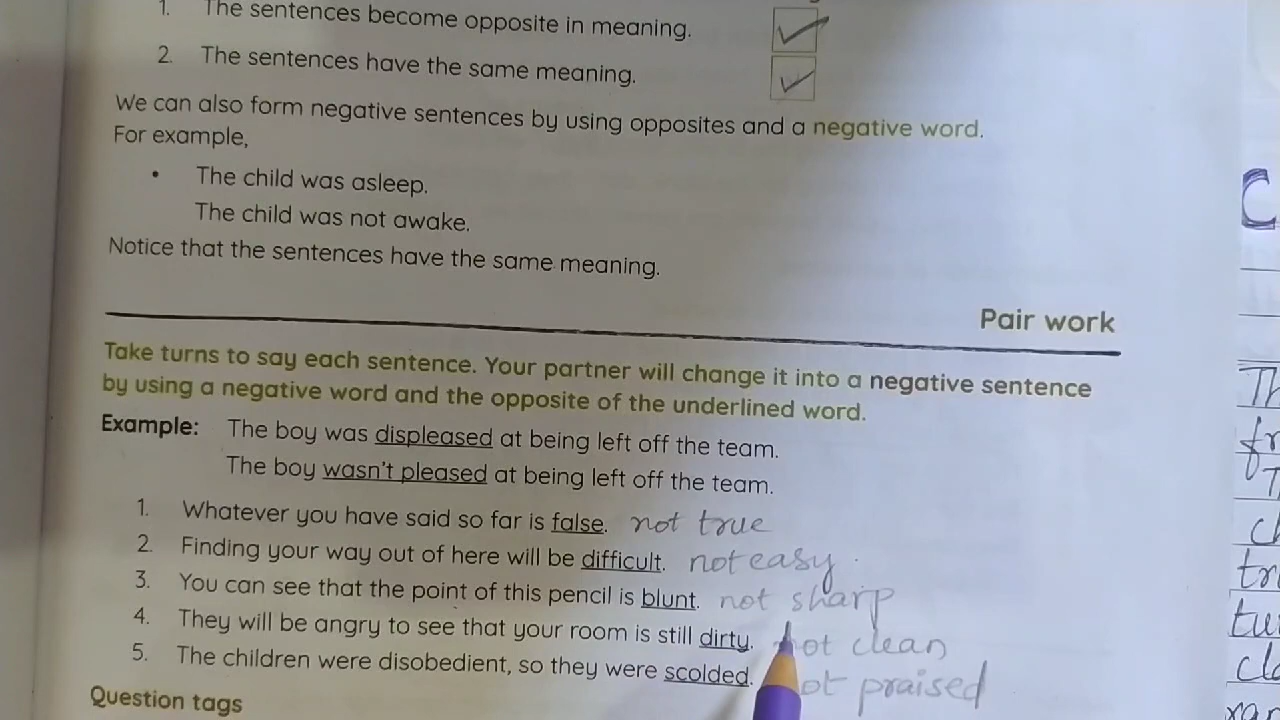 1. The sentences become opposite in meaning.
2. The sentences have the same meaning.
We can also form negative sentences by using opposites and a negative word.
For example,
• The child was asleep.
The child was not awake.
Notice that the sentences have the same meaning.
Pair work
Take turns to say each sentence. Your partner will change it into a negative sentence
by using a negative word and the opposite of the underlined word.
Example: The boy was displeased at being left off the team.
The boy wasn't pleased at being left off the team.
1. Whatever you have said so far is false. not true
2. Finding your way out of here will be difficult. not easy
3. You can see that the point of this pencil is blunt. not sharp
4. They will be angry to see that your room is still dirty. not clean
5. The children were disobedient, so they were scolded. not praised
Question tags